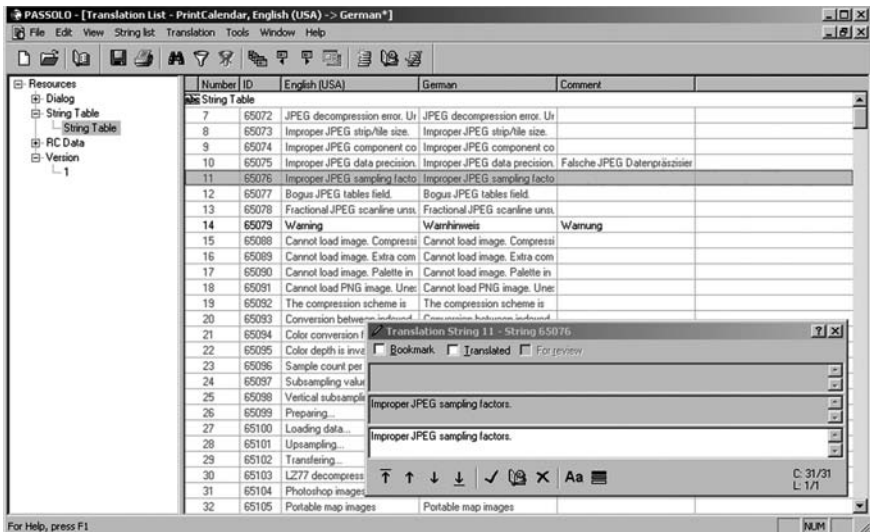 PASSOLO - [Translation List - PrintCalendar, English (USA) -> German*]
File Edit View String list Translation Tools Window Help
Resources
Dialog
String Table
String Table
RC Data
Version
1
Number ID English (USA) German Comment
abc String Table
7 65072 JPEG decompression error. Ur JPEG decompression error. Ur
8 65073 Improper JPEG strip/tile size. Improper JPEG strip/tile size.
9 65074 Improper JPEG component co Improper JPEG component co
10 65075 Improper JPEG data precision. Improper JPEG data precision. Falsche JPEG Datenpräszisier
11 65076 Improper JPEG sampling facto Improper JPEG sampling facto
12 65077 Bogus JPEG tables field. Bogus JPEG tables field.
13 65078 Fractional JPEG scanline unsu Fractional JPEG scanline unsu
14 65079 Warning Warnhinweis Warnung
15 65088 Cannot load image. Compressi Cannot load image. Compressi
16 65089 Cannot load image. Extra com Cannot load image. Extra com
17 65090 Cannot load image. Palette in Cannot load image. Palette in
18 65091 Cannot load PNG image. Une: Cannot load PNG image. Une:
19 65092 The compression scheme is The compression scheme is
20 65093 Conversion between indexed Conversion between indexed
21 65094 Color conversion f
22 65095 Color depth is inva
23 65096 Sample count per
24 65097 Subsampling value
25 65098 Vertical subsampli
26 65099 Preparing...
27 65100 Loading data...
28 65101 Upsampling...
29 65102 Transfering...
30 65103 LZ77 decompress
31 65104 Photoshop images
32 65105 Portable map images Portable map images
Translation String 11 - String 65076
Bookmark Translated For review
Improper JPEG sampling factors.
Improper JPEG sampling factors.
Aa
C: 31/31
L: 1/1
For Help, press F1 NUM